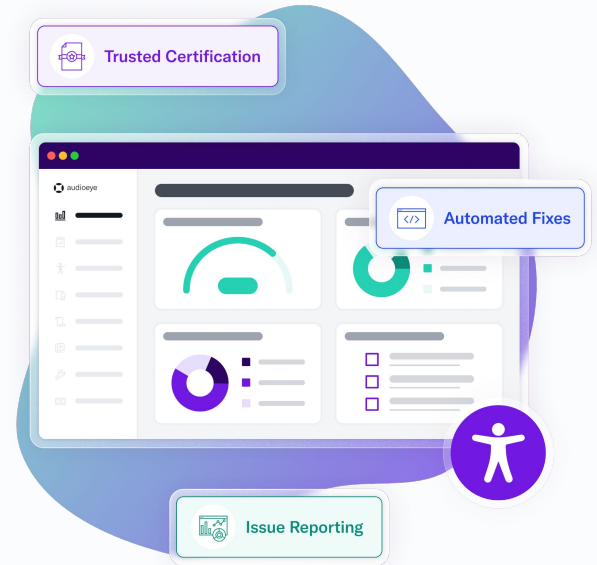 Trusted Certification
audioeye
Automated Fixes
</>
Issue Reporting